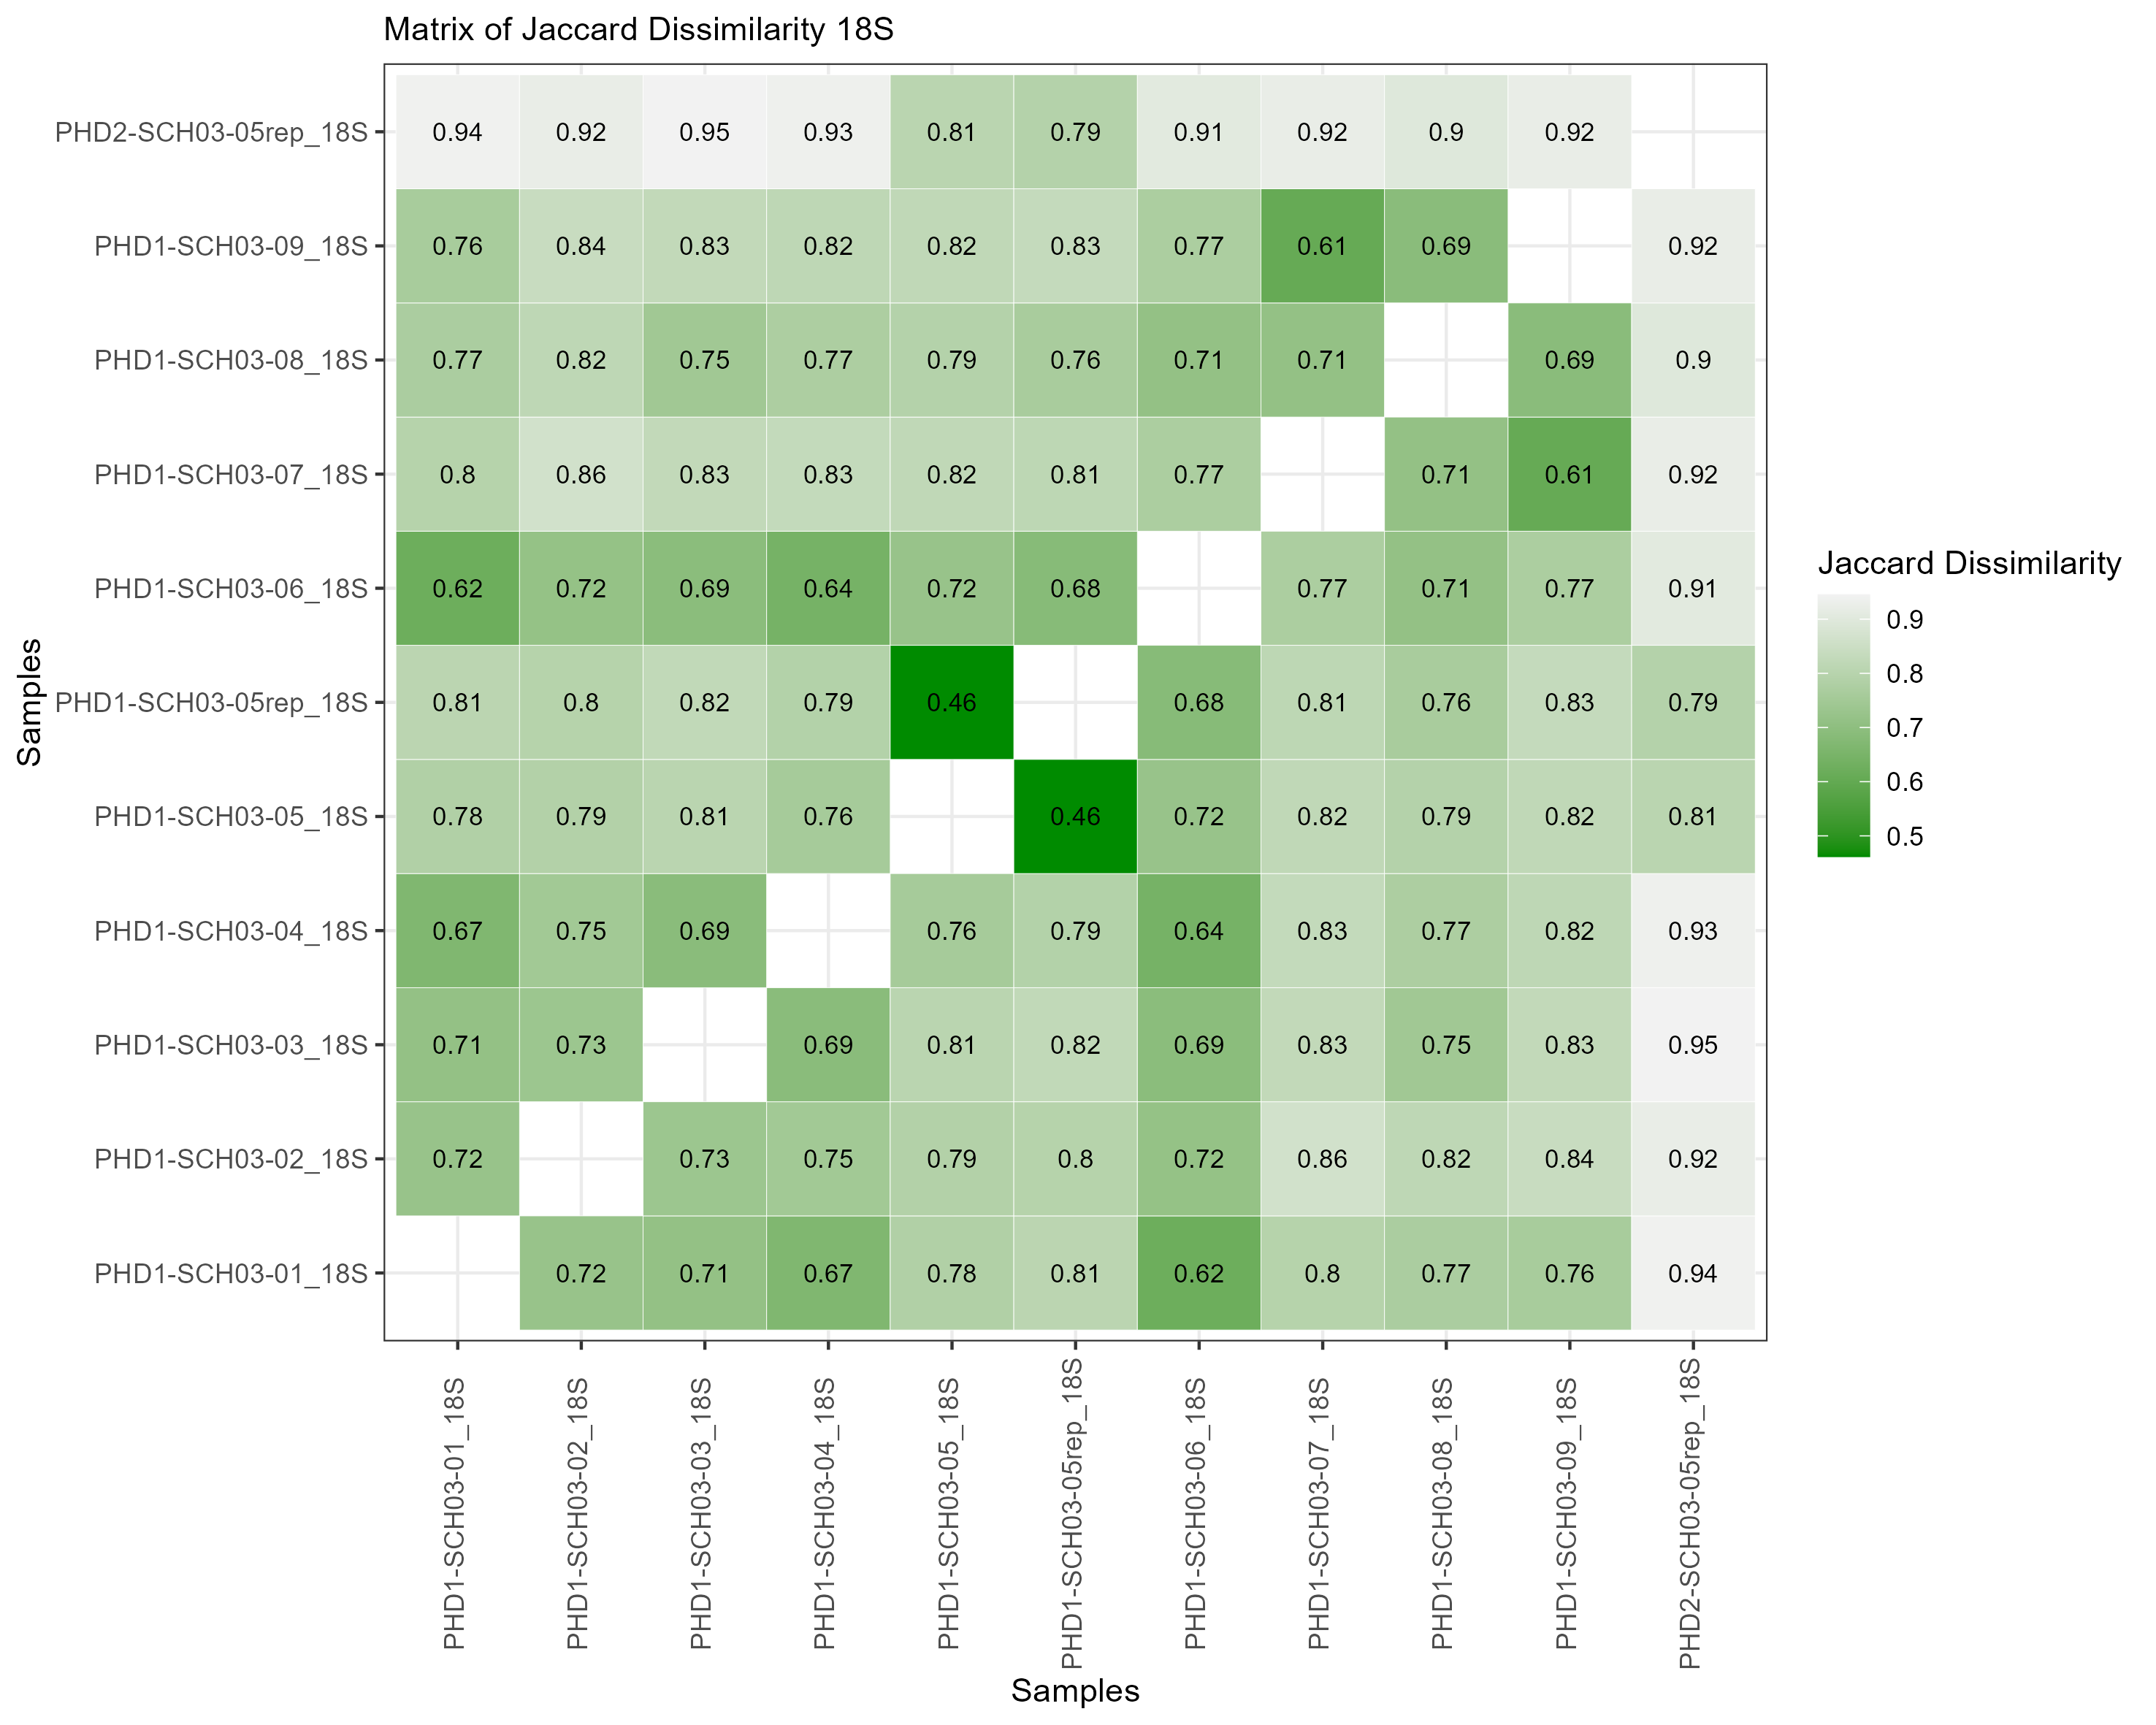 Matrix of Jaccard Dissimilarity 18S
PHD2-SCH03-05rep_18S 0.94 0.92 0.95 0.93 0.81 0.79 0.91 0.92 0.9 0.92
PHD1-SCH03-09_18S 0.76 0.84 0.83 0.82 0.82 0.83 0.77 0.61 0.69 0.92
PHD1-SCH03-08_18S 0.77 0.82 0.75 0.77 0.79 0.76 0.71 0.71 0.69 0.9
PHD1-SCH03-07_18S 0.8 0.86 0.83 0.83 0.82 0.81 0.77 0.71 0.61 0.92
PHD1-SCH03-06_18S 0.62 0.72 0.69 0.64 0.72 0.68 0.77 0.71 0.77 0.91
PHD1-SCH03-05rep_18S 0.81 0.8 0.82 0.79 0.46 0.68 0.81 0.76 0.83 0.79
PHD1-SCH03-05_18S 0.78 0.79 0.81 0.76 0.46 0.72 0.82 0.79 0.82 0.81
PHD1-SCH03-04_18S 0.67 0.75 0.69 0.76 0.79 0.64 0.83 0.77 0.82 0.93
PHD1-SCH03-03_18S 0.71 0.73 0.69 0.81 0.82 0.69 0.83 0.75 0.83 0.95
PHD1-SCH03-02_18S 0.72 0.73 0.75 0.79 0.8 0.72 0.86 0.82 0.84 0.92
PHD1-SCH03-01_18S 0.72 0.71 0.67 0.78 0.81 0.62 0.8 0.77 0.76 0.94
Samples
PHD1-SCH03-01_18S
PHD1-SCH03-02_18S
PHD1-SCH03-03_18S
PHD1-SCH03-04_18S
PHD1-SCH03-05_18S
PHD1-SCH03-05rep_18S
PHD1-SCH03-06_18S
PHD1-SCH03-07_18S
PHD1-SCH03-08_18S
PHD1-SCH03-09_18S
PHD2-SCH03-05rep_18S
Samples
Jaccard Dissimilarity
0.9
0.8
0.7
0.6
0.5